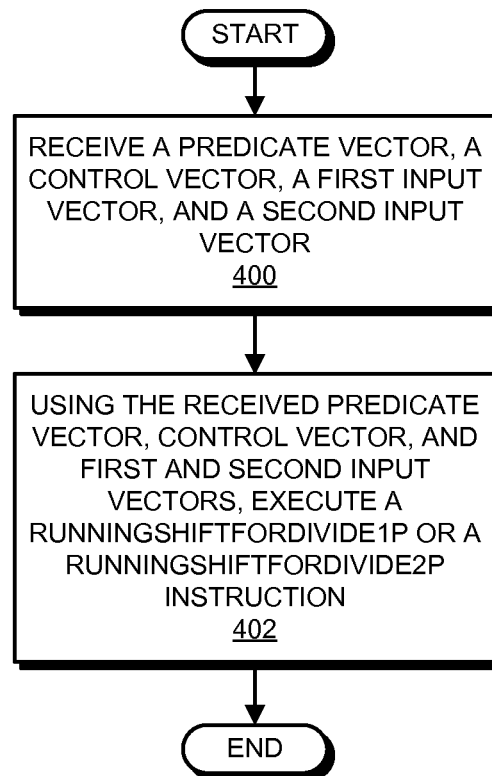 START
RECEIVE A PREDICATE VECTOR, A
CONTROL VECTOR, A FIRST INPUT
VECTOR, AND A SECOND INPUT
VECTOR
400
USING THE RECEIVED PREDICATE
VECTOR, CONTROL VECTOR, AND
FIRST AND SECOND INPUT
VECTORS, EXECUTE A
RUNNINGSHIFTFORDIVIDE1P OR A
RUNNINGSHIFTFORDIVIDE2P
INSTRUCTION
402
END